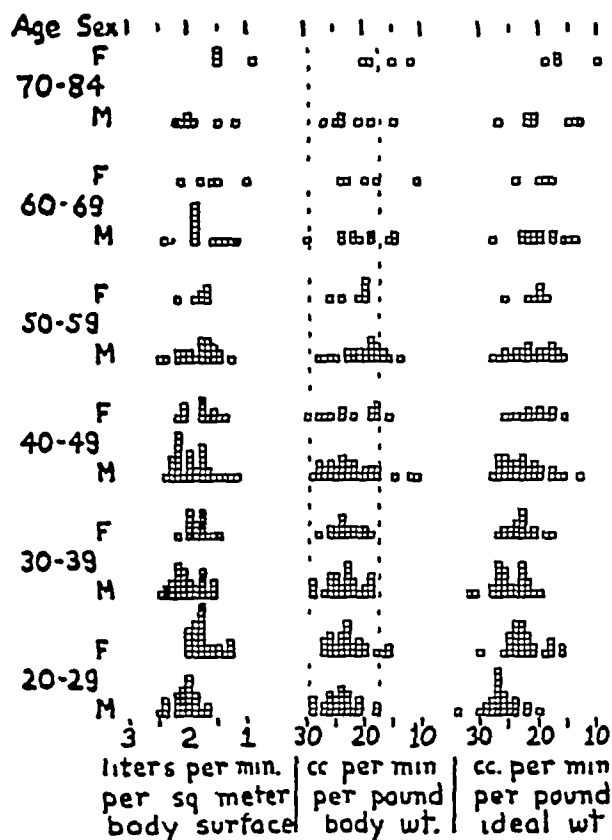 Age Sex
F
70-84
M
F
60-69
M
F
50-59
M
F
40-49
M
F
30-39
M
F
20-29
M
3 2 1 30 20 10 30 20 10
liters per min. cc per min cc. per min
per sq meter per pound per pound
body surface body wt. ideal wt